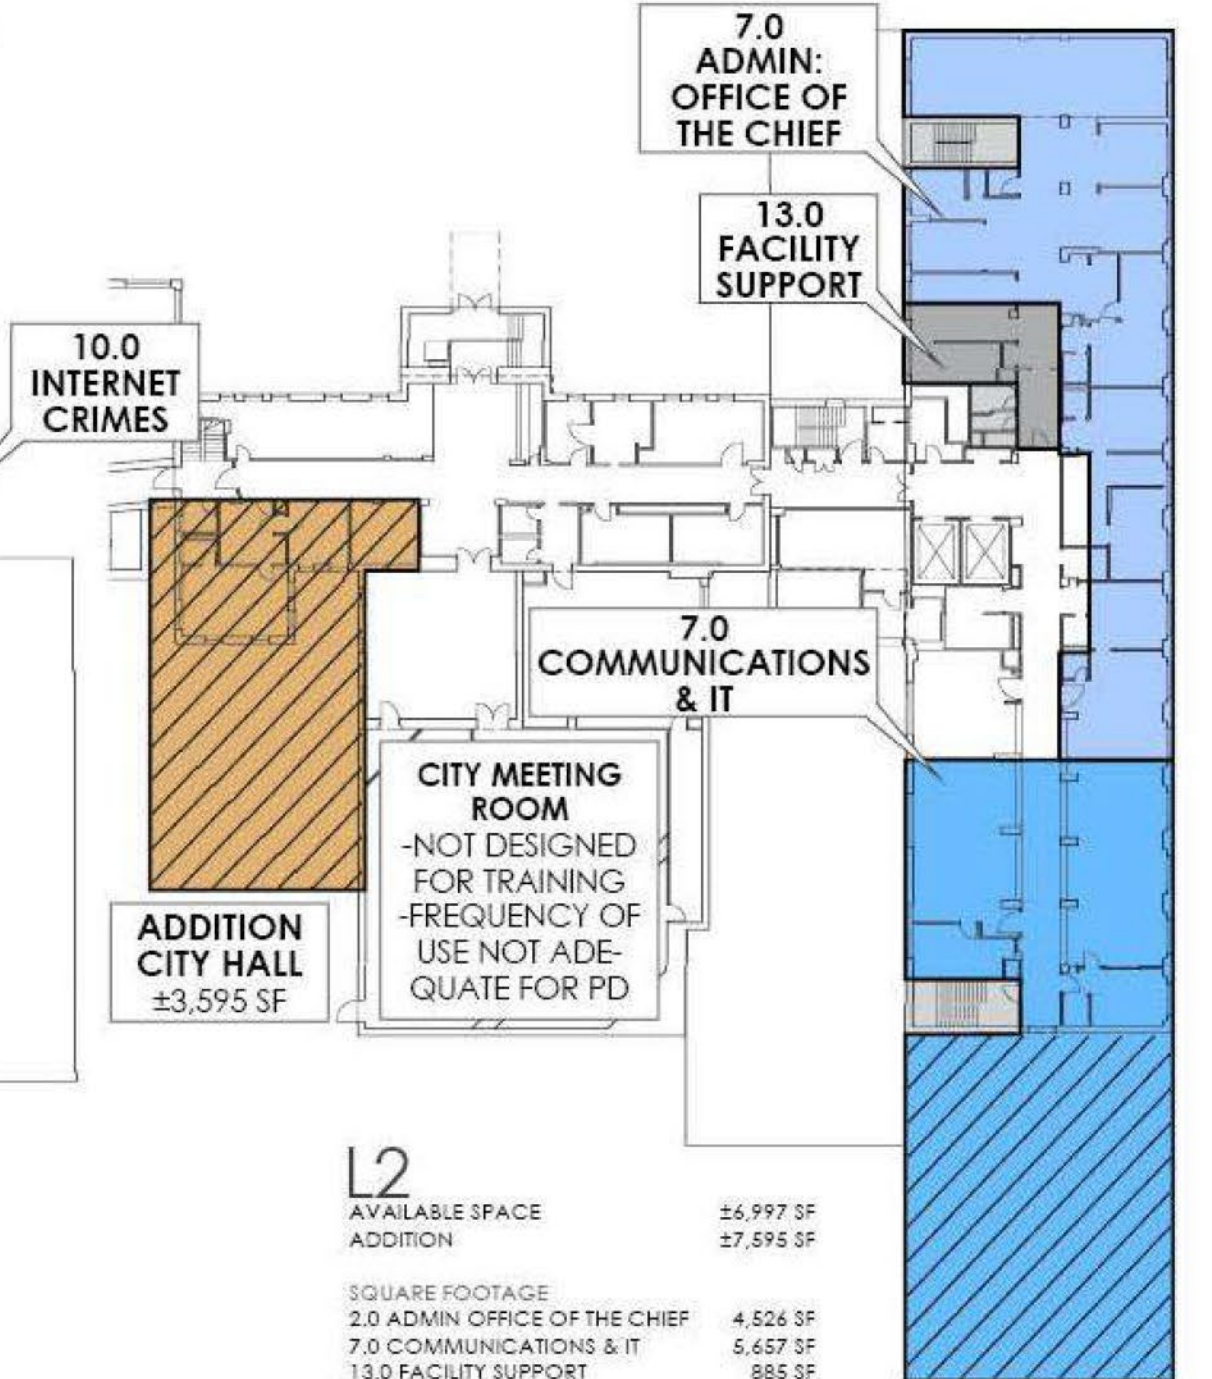 7.0
ADMIN:
OFFICE OF
THE CHIEF
13.0
FACILITY
SUPPORT
10.0
INTERNET
CRIMES
7.0
COMMUNICATIONS
& IT
CITY MEETING
ROOM
-NOT DESIGNED
FOR TRAINING
-FREQUENCY OF
USE NOT ADE-
QUATE FOR PD
ADDITION
CITY HALL
±3,595 SF
L2
AVAILABLE SPACE ±6,997 SF
ADDITION ±7,595 SF
SQUARE FOOTAGE
2.0 ADMIN OFFICE OF THE CHIEF 4,526 SF
7.0 COMMUNICATIONS & IT 5,657 SF
13.0 FACILITY SUPPORT 885 SF